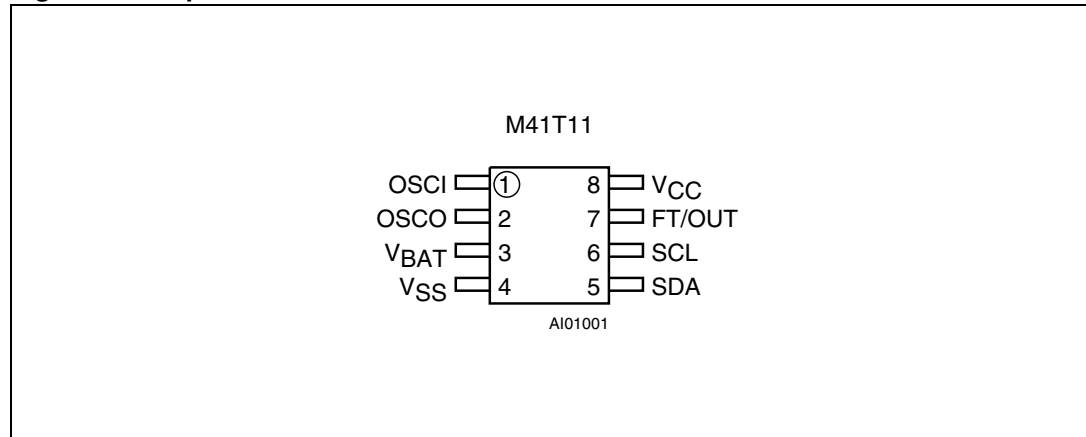 M41T11
OSCI 1 8 VCC
OSCO 2 7 FT/OUT
VBAT 3 6 SCL
VSS 4 5 SDA
AI01001